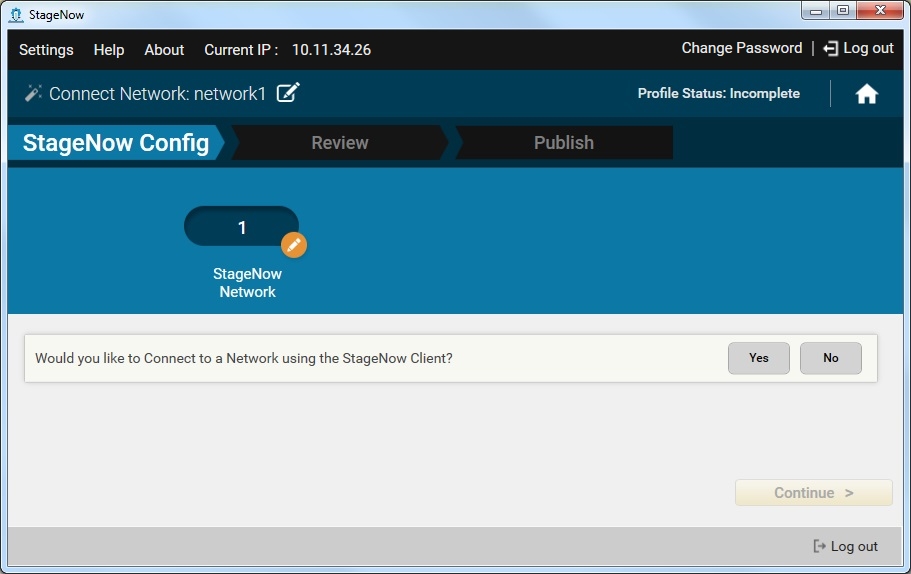 StageNow
Settings Help About Current IP : 10.11.34.26 Change Password | Log out
Connect Network: network1 Profile Status: Incomplete
StageNow Config Review Publish
1
StageNow
Network
Would you like to Connect to a Network using the StageNow Client? Yes No
Continue >
Log out